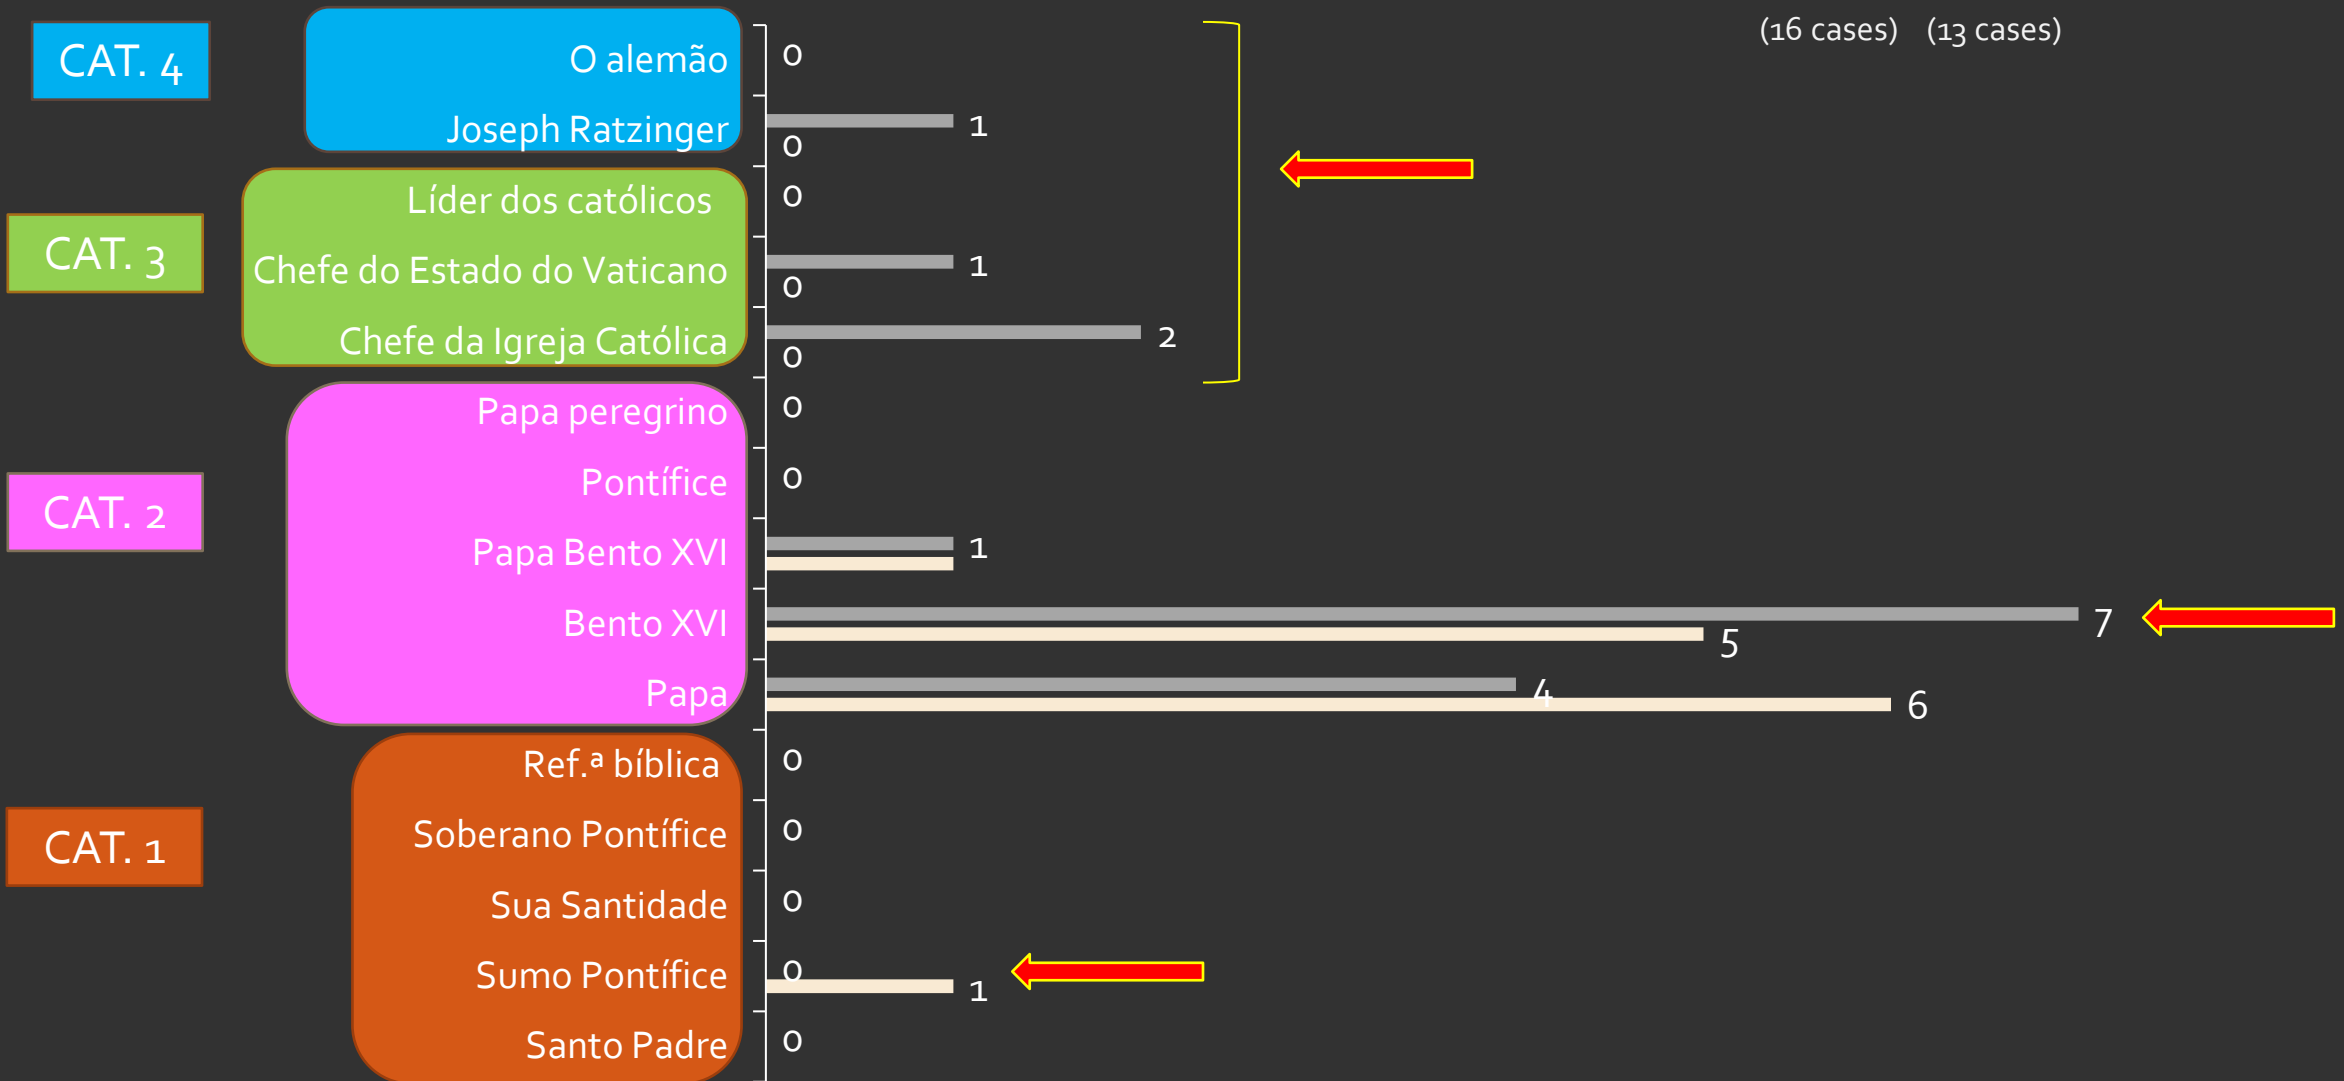 (16 cases) (13 cases)
CAT. 4
O alemão
0
Joseph Ratzinger
1
0
CAT. 3
Líder dos católicos
0
Chefe do Estado do Vaticano
1
0
Chefe da Igreja Católica
2
0
CAT. 2
Papa peregrino
0
Pontífice
0
Papa Bento XVI
1
Bento XVI
7
5
Papa
4
6
CAT. 1
Ref.ª bíblica
0
Soberano Pontífice
0
Sua Santidade
0
Sumo Pontífice
0
1
Santo Padre
0